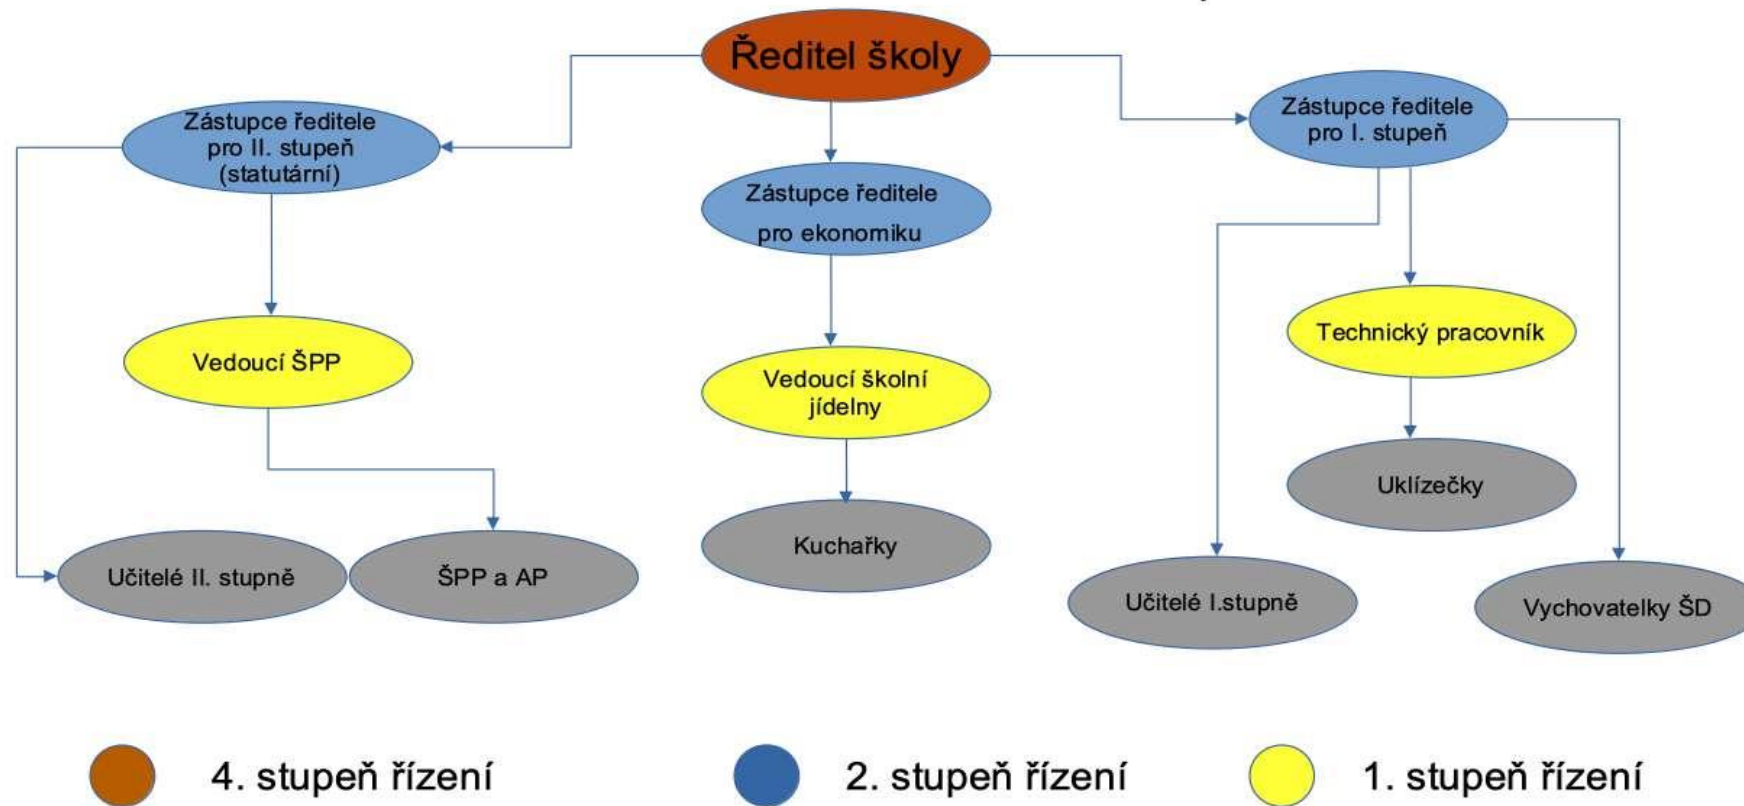 Ředitel školy
Zástupce ředitele
pro II. stupeň
(statutární)
Zástupce ředitele
pro I. stupeň
Zástupce ředitele
pro ekonomiku
Vedoucí ŠPP
Vedoucí školní
jídelny
Technický pracovník
Uklízečky
Učitelé II. stupně
ŠPP a AP
Kuchařky
Učitelé I.stupně
Vychovatelky ŠD
4. stupeň řízení
2. stupeň řízení
1. stupeň řízení